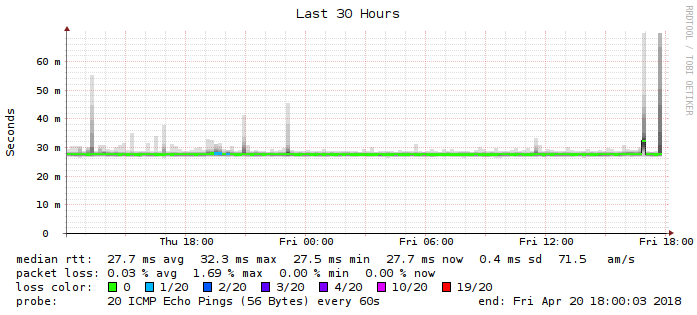 Last 30 Hours
RRDTOOL / TOBI OETIKER
Seconds
60 m
50 m
40 m
30 m
20 m
10 m
0
Thu 18:00 Fri 00:00 Fri 06:00 Fri 12:00 Fri 18:00
median rtt: 27.7 ms avg 32.3 ms max 27.5 ms min 27.7 ms now 0.4 ms sd 71.5 am/s
packet loss: 0.03 % avg 1.69 % max 0.00 % min 0.00 % now
loss color: 0 1/20 2/20 3/20 4/20 10/20 19/20
probe: 20 ICMP Echo Pings (56 Bytes) every 60s end: Fri Apr 20 18:00:03 2018